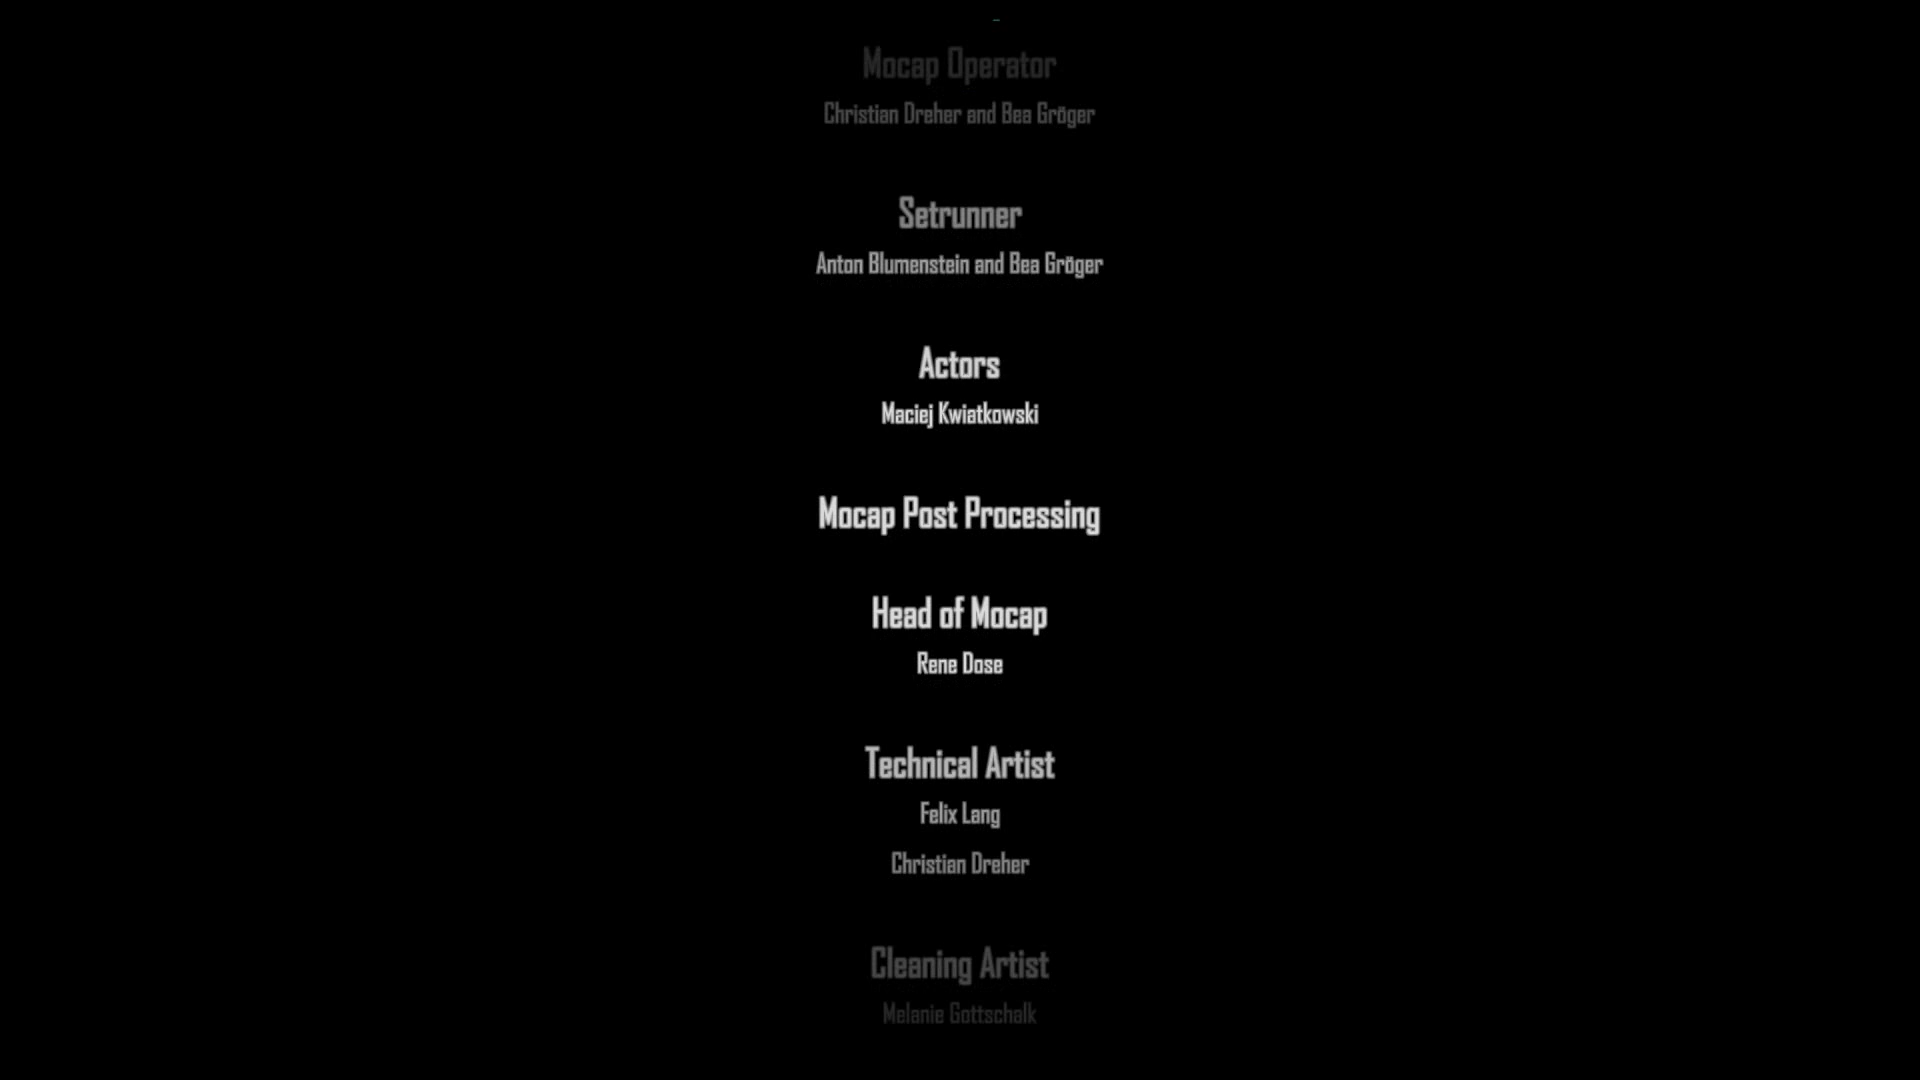 Mocap Operator
Christian Dreher and Bea Gröger
Setrunner
Anton Blumenstein and Bea Gröger
Actors
Maciej Kwiatkowski
Mocap Post Processing
Head of Mocap
Rene Dose
Technical Artist
Felix Lang
Christian Dreher
Cleaning Artist
Melanie Gottschalk